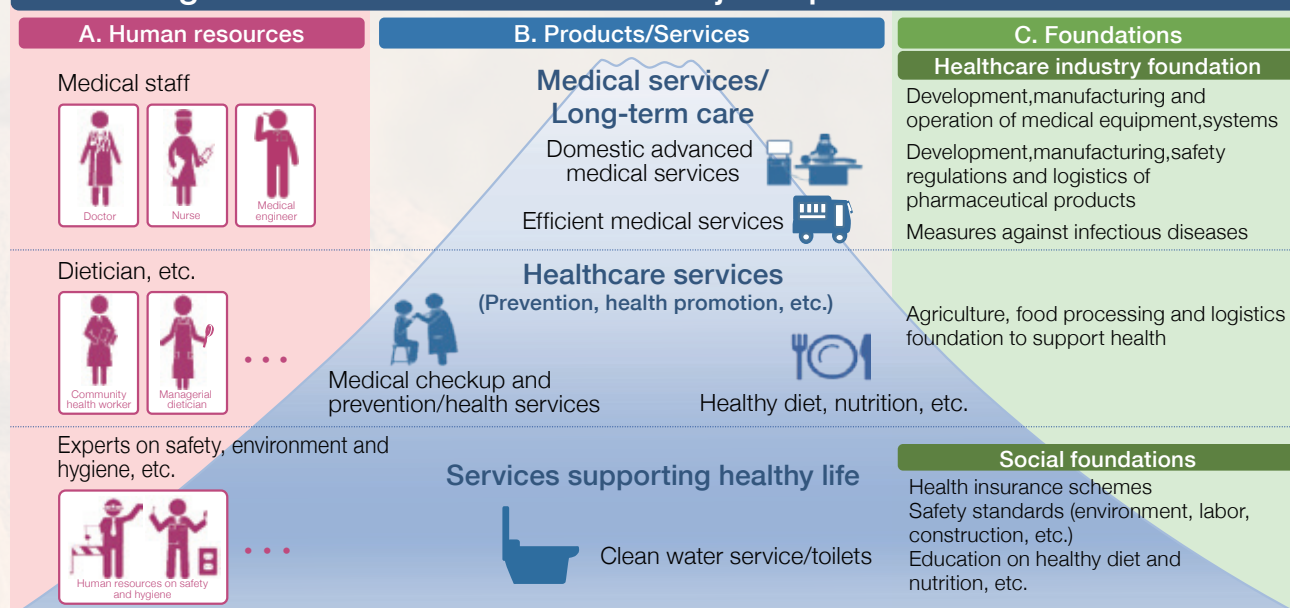 A. Human resources
B. Products/Services
C. Foundations
Medical staff
Doctor
Nurse
Medical
engineer
Medical services/
Long-term care
Domestic advanced
medical services
Efficient medical services
Healthcare industry foundation
Development,manufacturing and
operation of medical equipment,systems
Development,manufacturing,safety
regulations and logistics of
pharmaceutical products
Measures against infectious diseases
Dietician, etc.
Community
health worker
Managerial
dietician
• • •
Healthcare services
(Prevention, health promotion, etc.)
Medical checkup and
prevention/health services
Healthy diet, nutrition, etc.
Agriculture, food processing and logistics
foundation to support health
Experts on safety, environment and
hygiene, etc.
Human resources on safety
and hygiene
• • •
Services supporting healthy life
Clean water service/toilets
Social foundations
Health insurance schemes
Safety standards (environment, labor,
construction, etc.)
Education on healthy diet and
nutrition, etc.